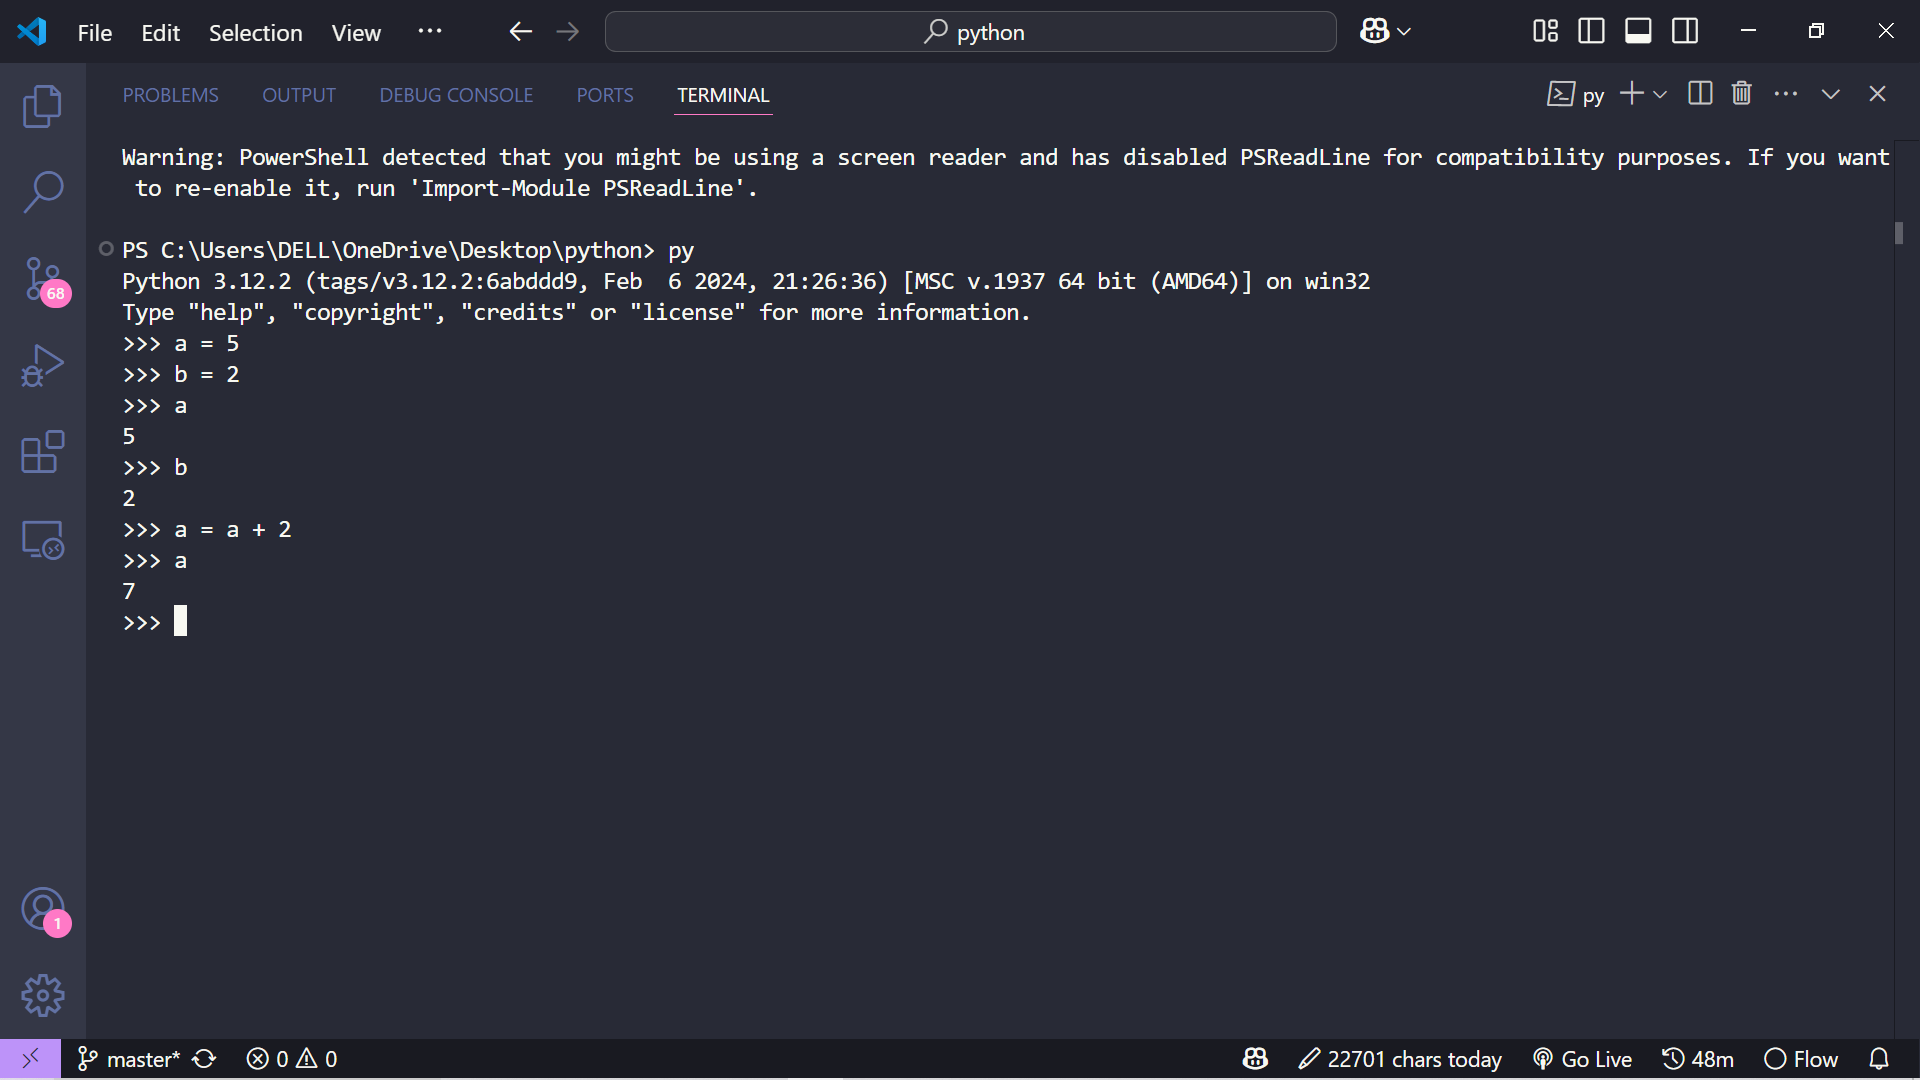 File Edit Selection View ··· python
PROBLEMS OUTPUT DEBUG CONSOLE PORTS TERMINAL py
Warning: PowerShell detected that you might be using a screen reader and has disabled PSReadLine for compatibility purposes. If you want
to re-enable it, run 'Import-Module PSReadLine'.
PS C:\Users\DELL\OneDrive\Desktop\python> py
Python 3.12.2 (tags/v3.12.2:6abddd9, Feb  6 2024, 21:26:36) [MSC v.1937 64 bit (AMD64)] on win32
Type "help", "copyright", "credits" or "license" for more information.
>>> a = 5
>>> b = 2
>>> a
5
>>> b
2
>>> a = a + 2
>>> a
7
>>>
68
1
master* 0 0 22701 chars today Go Live 48m Flow